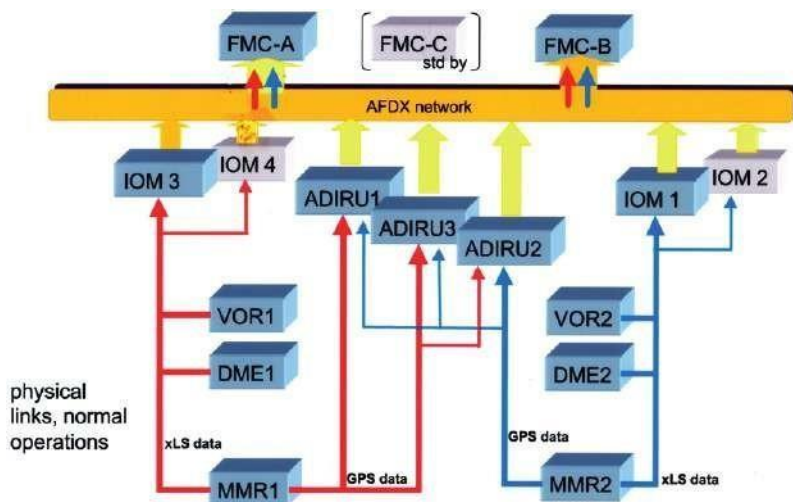 FMC-A
FMC-C
std by
FMC-B
AFDX network
IOM 3
IOM 4
ADIRU1
ADIRU3
ADIRU2
IOM 1
IOM 2
VOR1
DME1
VOR2
DME2
physical
links, normal
operations
xLS data
GPS data
GPS data
xLS data
MMR1
MMR2